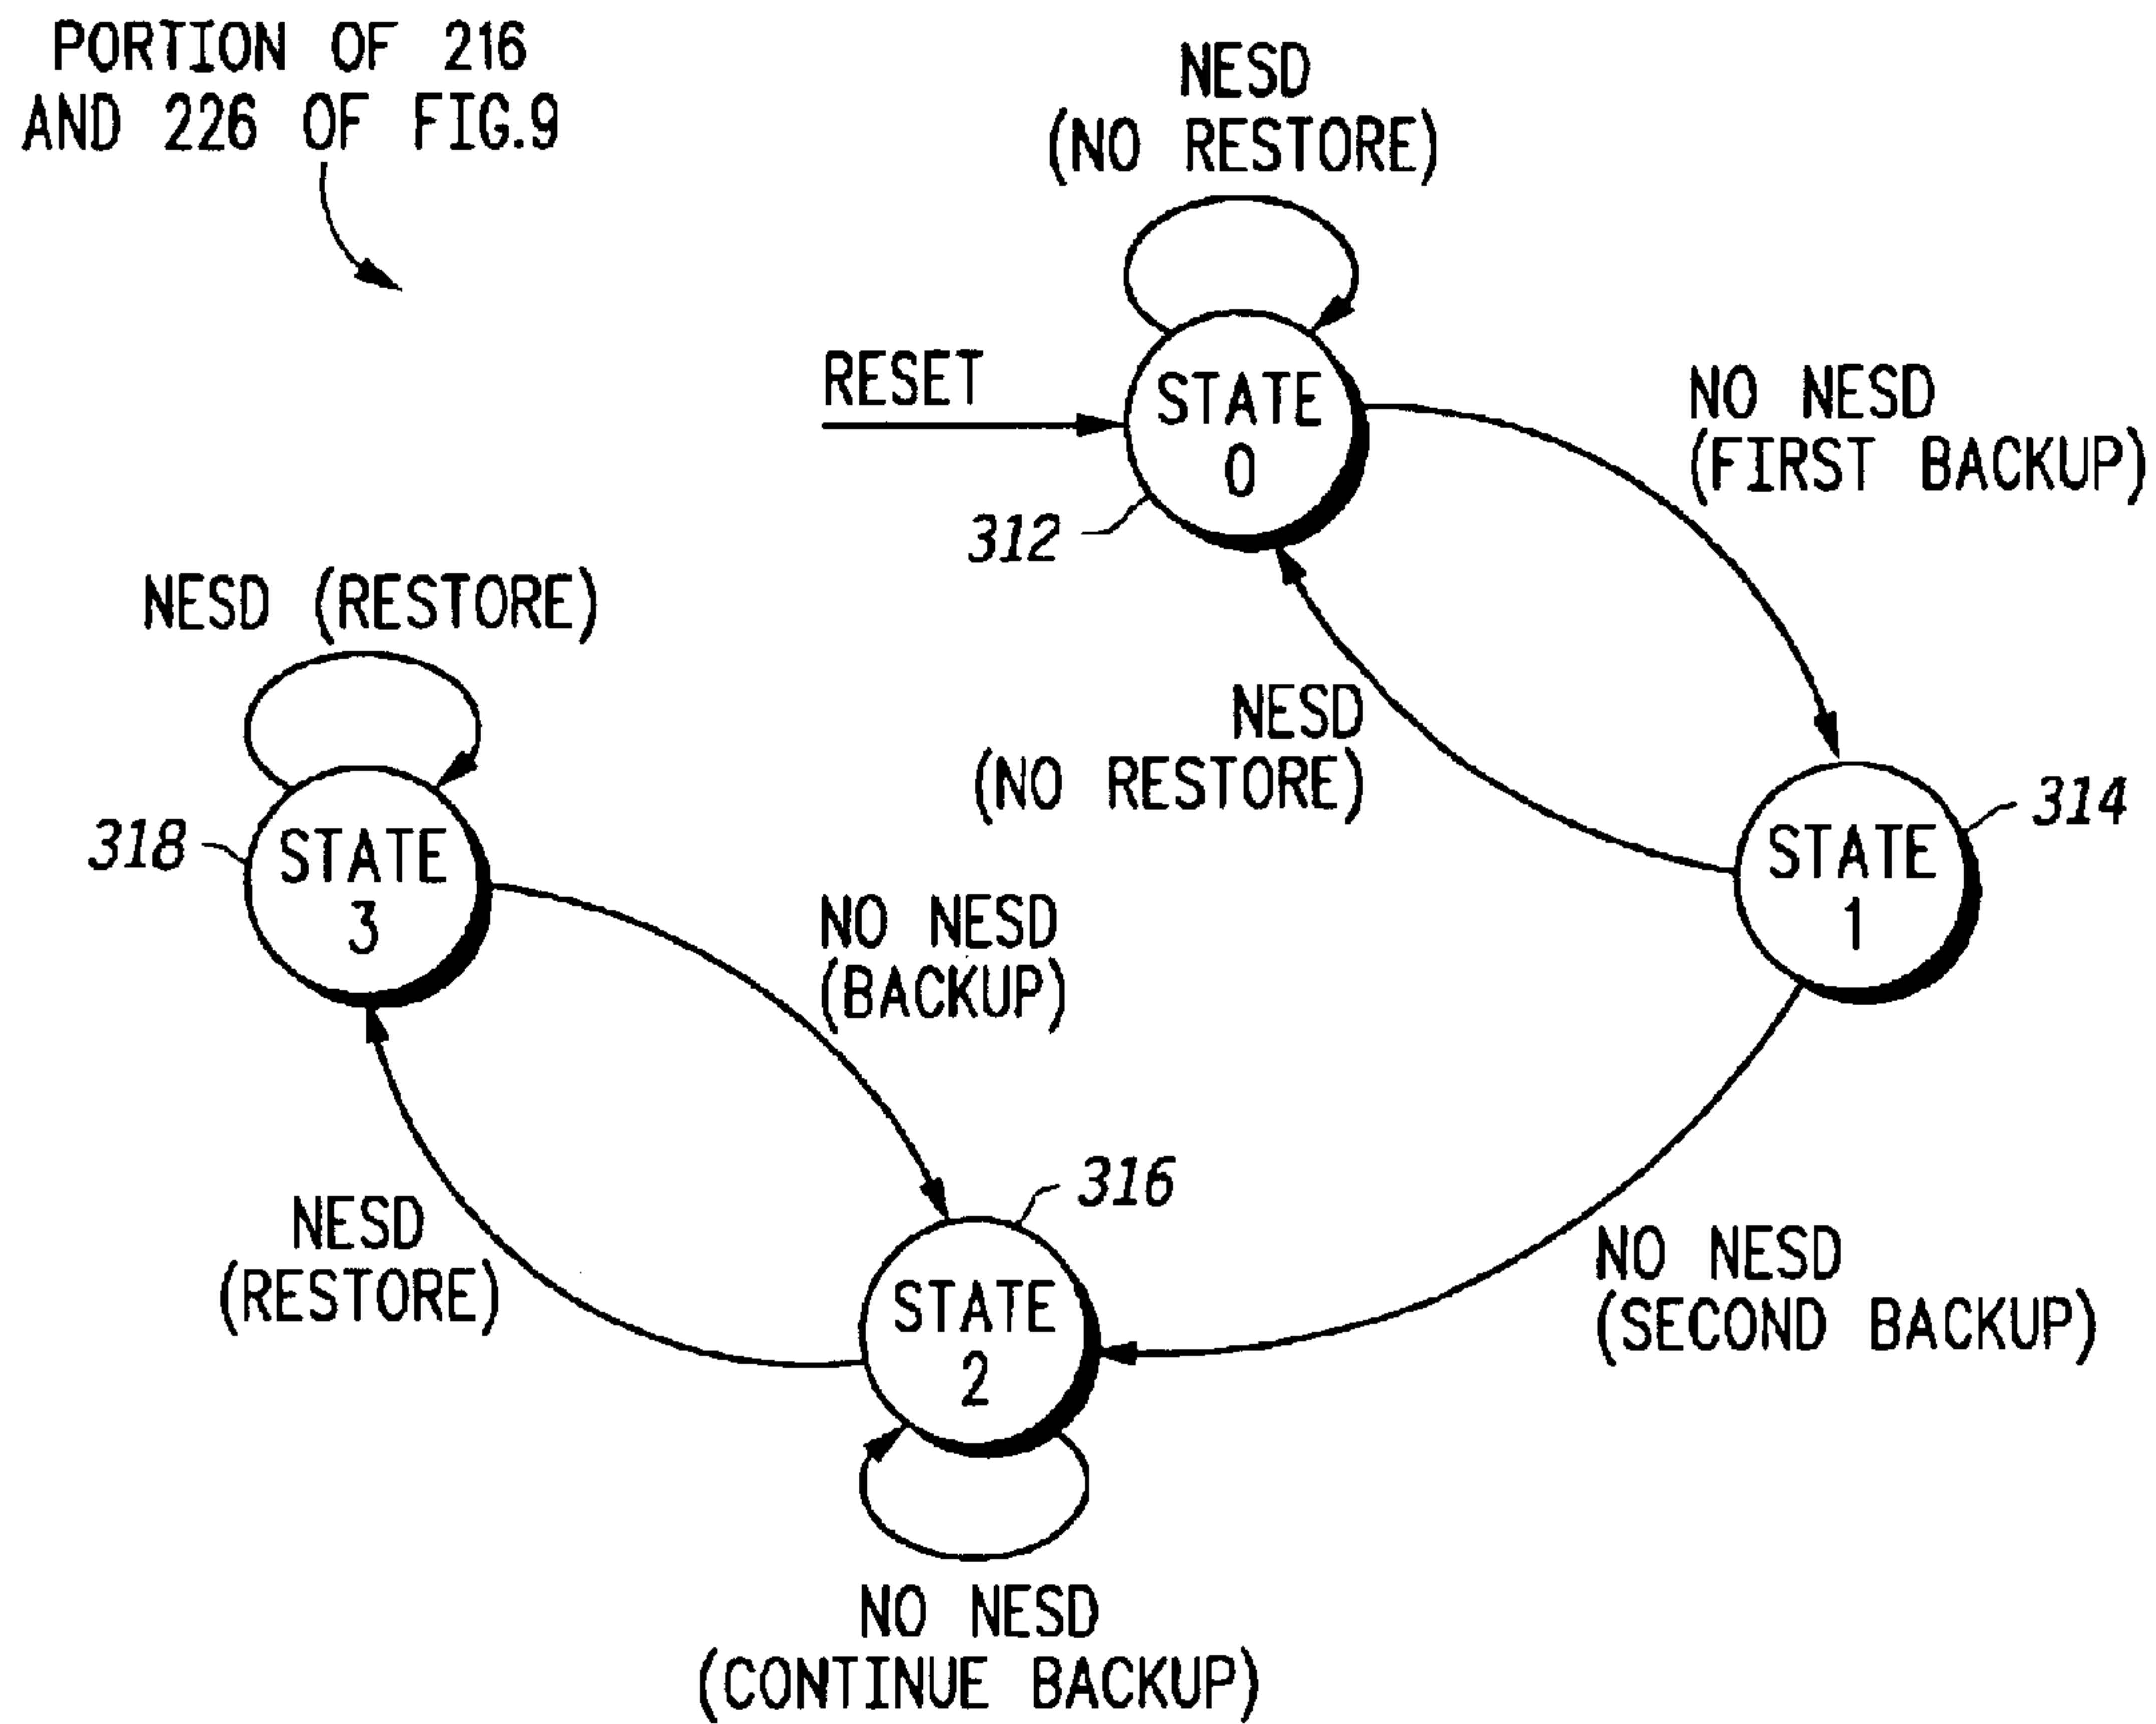 PORTION OF 216
AND 226 OF FIG.9
NESD
(NO RESTORE)
RESET
STATE
0
312
NO NESD
(FIRST BACKUP)
NESD (RESTORE)
NESD
(NO RESTORE)
314
STATE
1
318
STATE
3
NO NESD
(BACKUP)
316
NESD
(RESTORE)
STATE
2
NO NESD
(SECOND BACKUP)
NO NESD
(CONTINUE BACKUP)